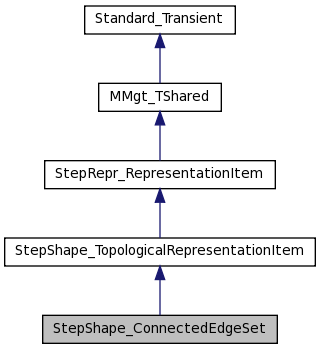 Standard_Transient
MMgt_TShared
StepRepr_RepresentationItem
StepShape_TopologicalRepresentationItem
StepShape_ConnectedEdgeSet